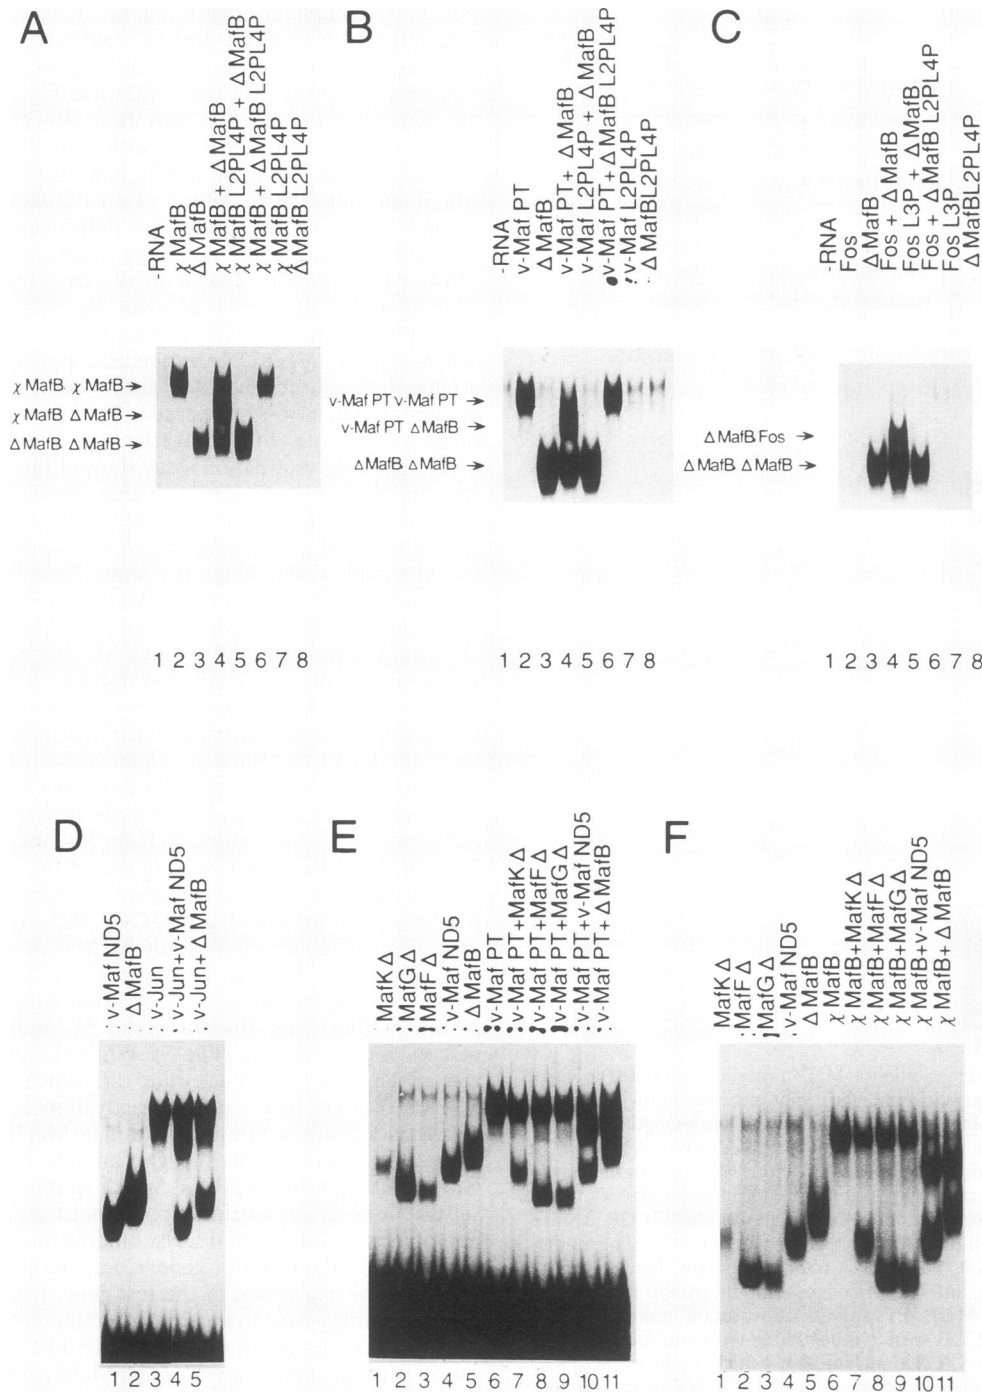 A
-RNA
χ MafB
Δ MafB
χ MafB + Δ MafB
χ MafB L2PL4P + Δ MafB
χ MafB + Δ MafB L2PL4P
χ MafB L2PL4P
Δ MafB L2PL4P
χ MafB χ MafB
χ MafB Δ MafB
Δ MafB Δ MafB
1 2 3 4 5 6 7 8
B
-RNA
v-Maf PT
Δ MafB
v-Maf PT + Δ MafB
v-Maf L2PL4P + Δ MafB
v-Maf PT + Δ MafB L2PL4P
v-Maf L2PL4P
Δ MafB L2PL4P
v-Maf PT v-Maf PT
v-Maf PT Δ MafB
Δ MafB Δ MafB
1 2 3 4 5 6 7 8
C
-RNA
Fos
Δ MafB
Fos + Δ MafB
Fos L3P + Δ MafB
Fos + Δ MafB L2PL4P
Fos L3P
Δ MafB L2PL4P
Δ MafB Fos
Δ MafB Δ MafB
1 2 3 4 5 6 7 8
D
v-Maf ND5
Δ MafB
v-Jun
v-Jun+v-Maf ND5
v-Jun+Δ MafB
1 2 3 4 5
E
MafK Δ
MafG Δ
MafF Δ
v-Maf ND5
Δ MafB
v-Maf PT
v-Maf PT+MafK Δ
v-Maf PT+MafF Δ
v-Maf PT+MafG Δ
v-Maf PT+v-Maf ND5
v-Maf PT+ Δ MafB
1 2 3 4 5 6 7 8 9 10 11
F
MafK Δ
MafF Δ
MafG Δ
v-Maf ND5
Δ MafB
χ MafB
χ MafB+MafK Δ
χ MafB+MafF Δ
χ MafB+MafG Δ
χ MafB+v-Maf ND5
χ MafB+ Δ MafB
1 2 3 4 5 6 7 8 9 10 11